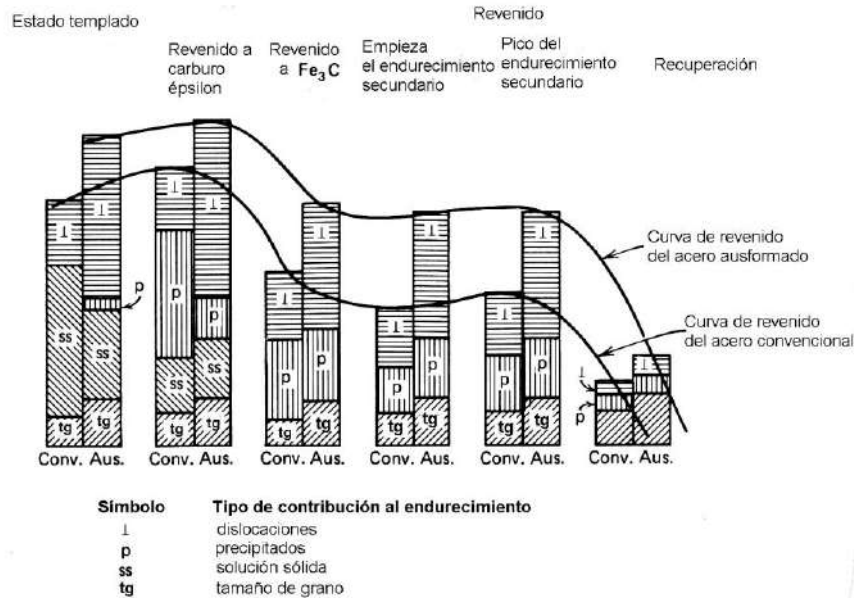 Estado templado
Revenido
Revenido a
carburo
épsilon
Revenido
a Fe₃C
Empieza
el endurecimiento
secundario
Pico del
endurecimiento
secundario
Recuperación
⊥
ss
tg
⊥
p
ss
tg
⊥
p
ss
tg
⊥
p
ss
tg
⊥
p
tg
⊥
p
tg
⊥
p
tg
⊥
p
tg
⊥
p
tg
⊥
p
tg
⊥
p
⊥
Curva de revenido
del acero ausformado
Curva de revenido
del acero convencional
Conv. Aus.
Conv. Aus.
Conv. Aus.
Conv. Aus.
Conv. Aus.
Conv. Aus.
Símbolo Tipo de contribución al endurecimiento
⊥ dislocaciones
p precipitados
ss solución sólida
tg tamaño de grano